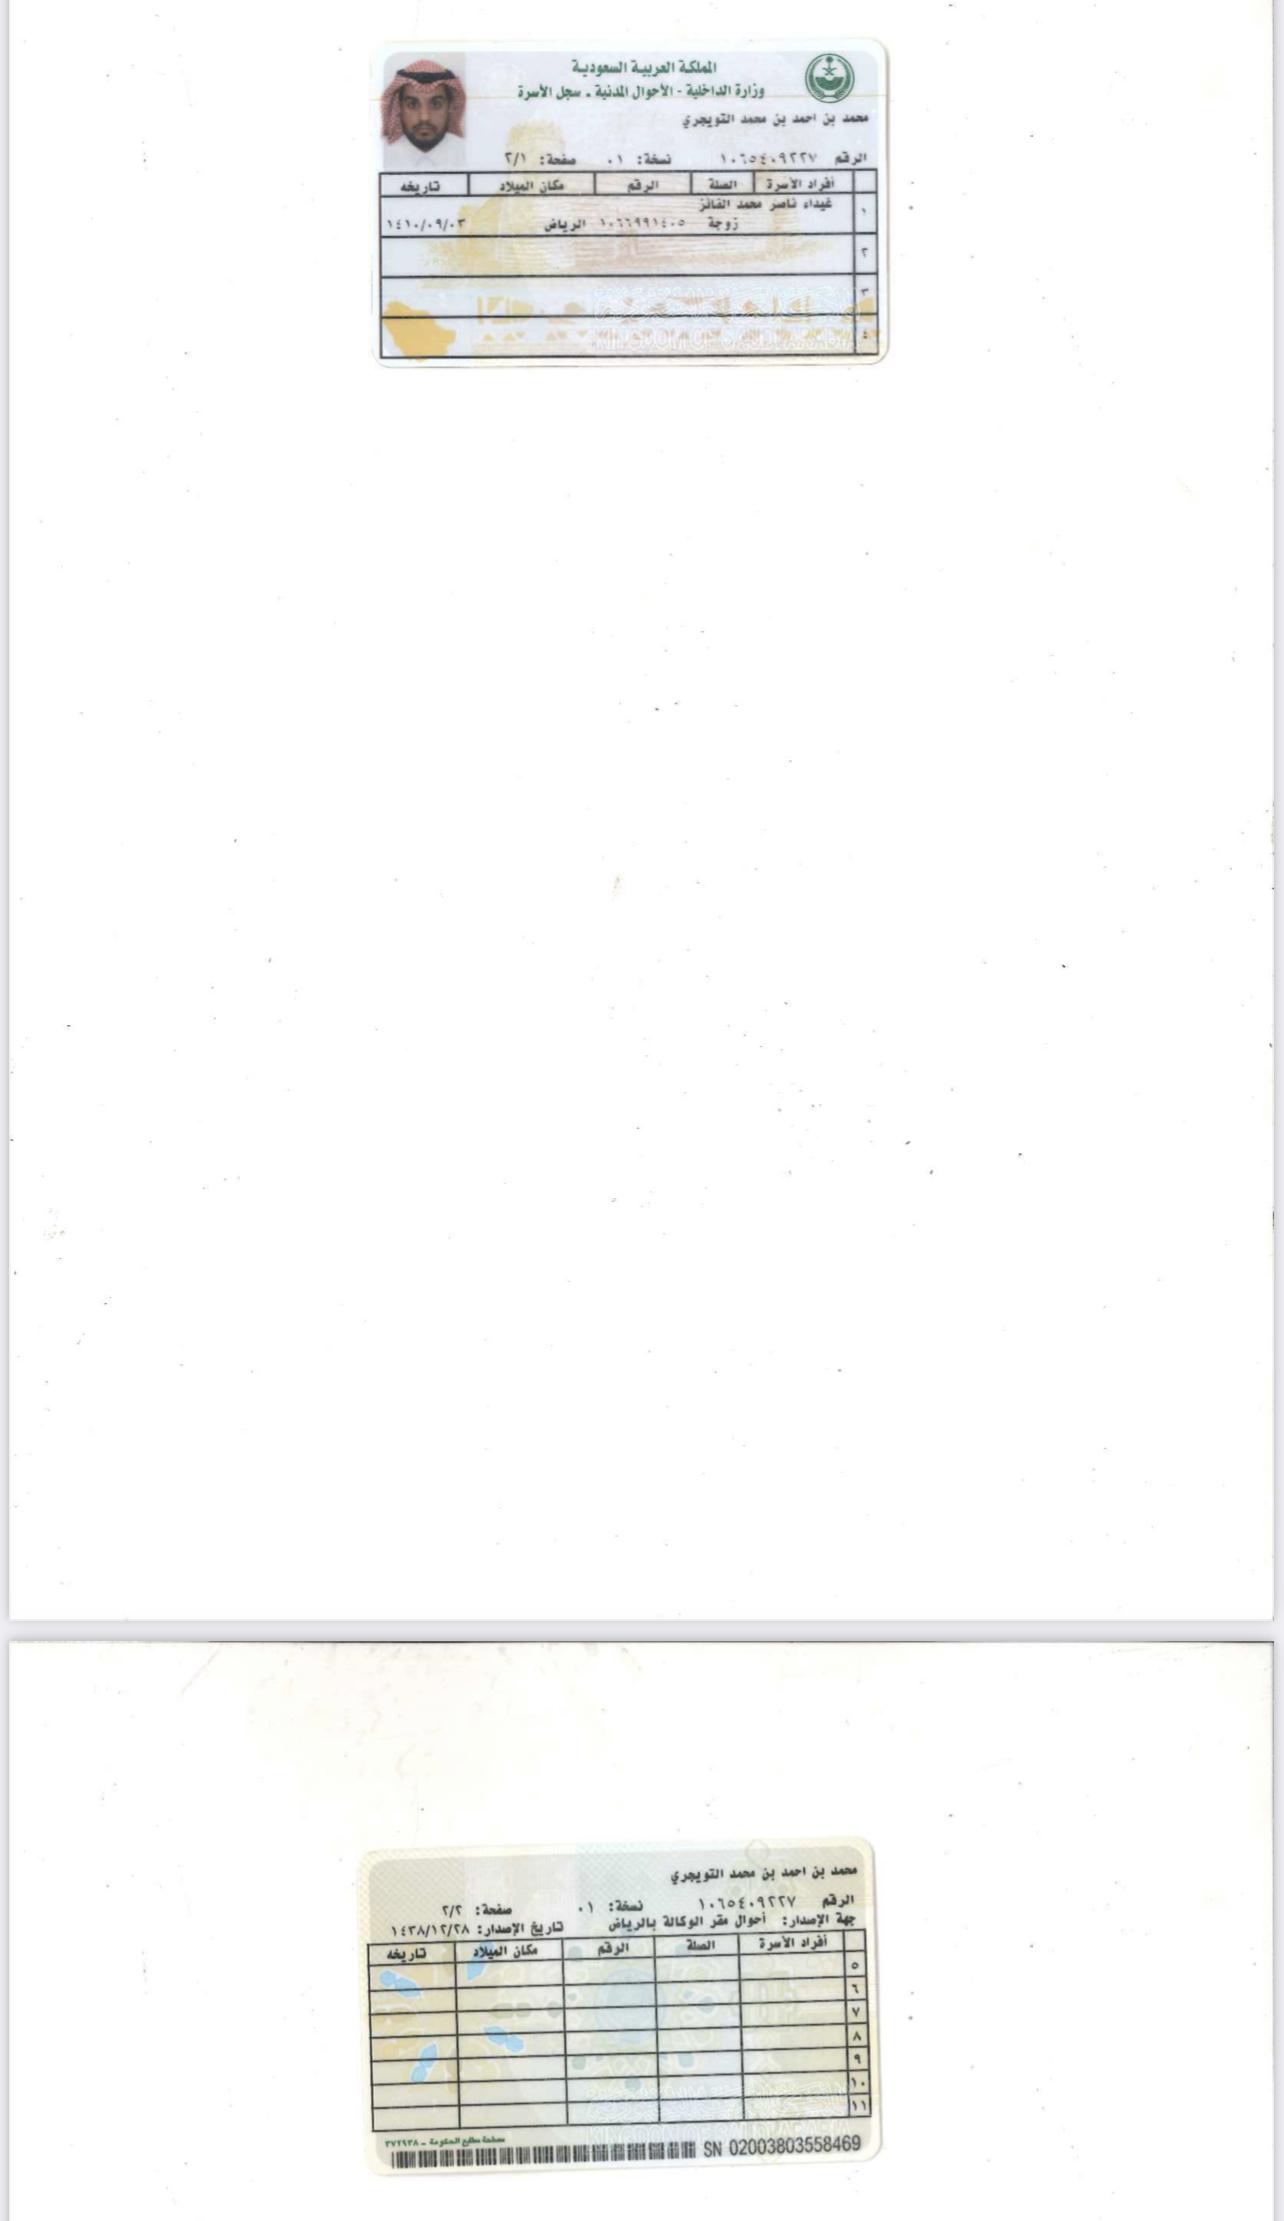 المملكة العربية السعودية
وزارة الداخلية - الأحوال المدنية . سجل الأسرة
محمد بن احمد بن محمد التويجري
الرقم ١٠٦٥٤٠٩٢٢٧ نسخة: ٠١ صفحة: ٢/١
أفراد الأسرة الصلة الرقم مكان الميلاد تاريخه
١ غيداء ناصر محمد الفائز
زوجة ١٠٦٦٩٩١٤٠٥ الرياض ١٤١٠/٠٩/٠٣
٢
٣
٤
KINGDOM OF SAUDI ARABIA
محمد بن احمد بن محمد التويجري
الرقم ١٠٦٥٤٠٩٢٢٧ نسخة: ٠١ صفحة: ٢/٢
جهة الإصدار: أحوال مقر الوكالة بالرياض تاريخ الإصدار: ١٤٣٨/١٢/٢٨
أفراد الأسرة الصلة الرقم مكان الميلاد تاريخه
٥
٦
٧
٨
٩
١٠
١١
مطابع الحكومة - ٣٧٢٩٣٨
SN 02003803558469